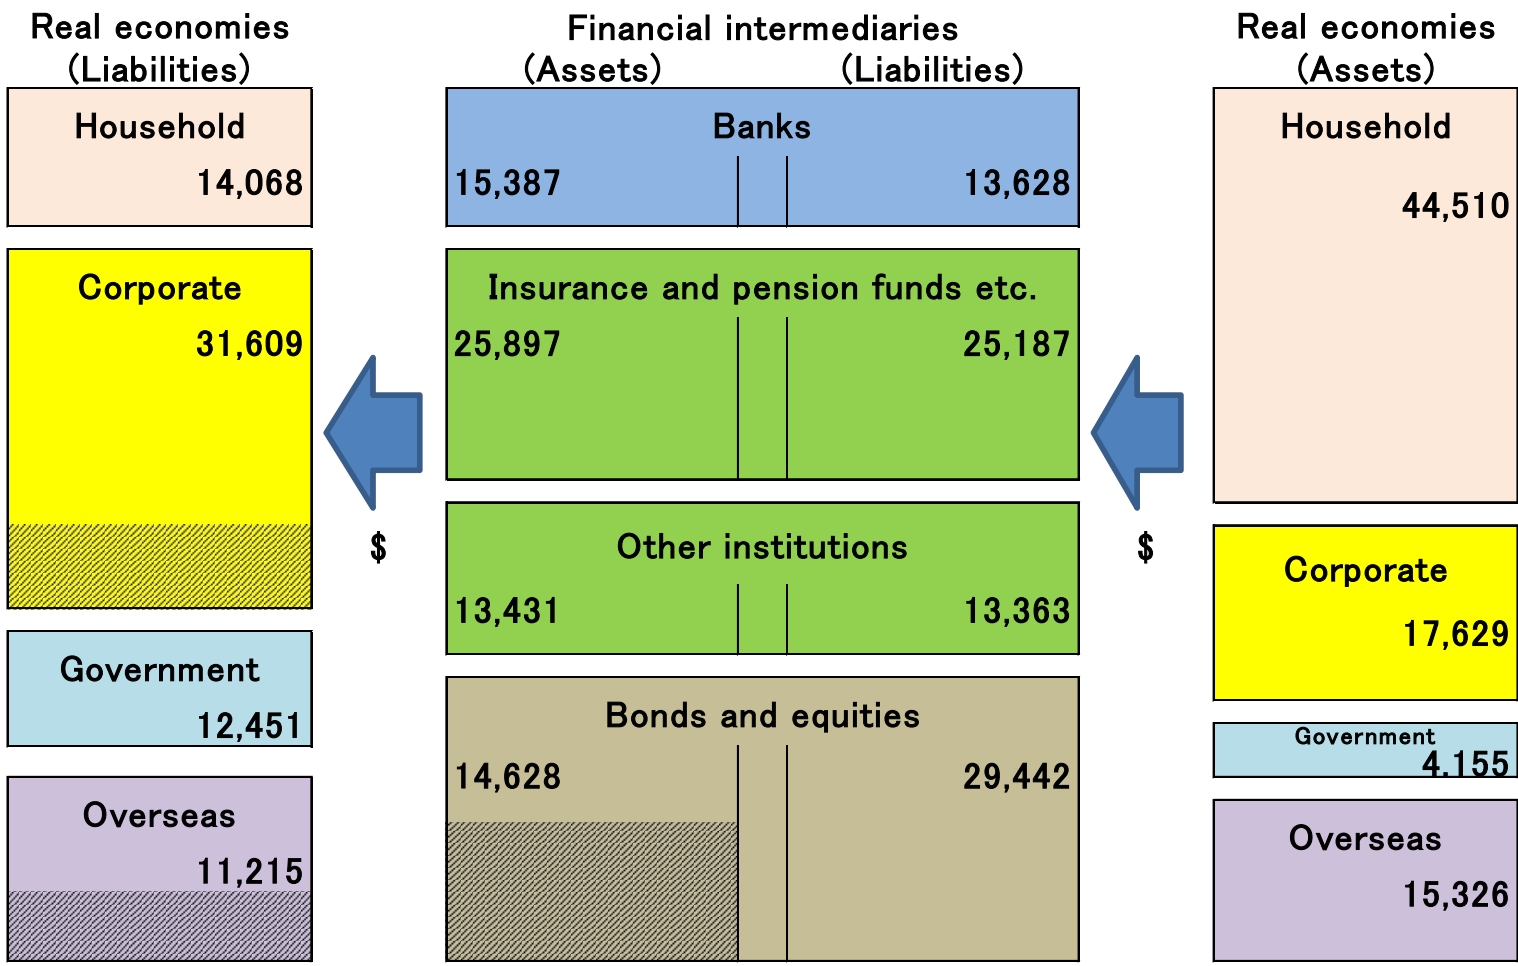 Real economies
(Liabilities)
Household
14,068
Corporate
31,609
Government
12,451
Overseas
11,215
$
Financial intermediaries
(Assets) (Liabilities)
Banks
15,387 13,628
Insurance and pension funds etc.
25,897 25,187
Other institutions
13,431 13,363
Bonds and equities
14,628 29,442
$
Real economies
(Assets)
Household
44,510
Corporate
17,629
Government
4,155
Overseas
15,326